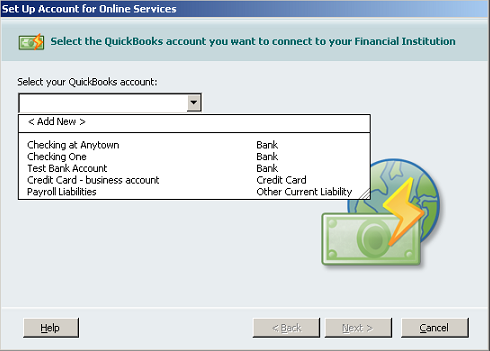 Set Up Account for Online Services
Select the QuickBooks account you want to connect to your Financial Institution
Select your QuickBooks account:
< Add New >
Checking at Anytown Bank
Checking One Bank
Test Bank Account Bank
Credit Card - business account Credit Card
Payroll Liabilities Other Current Liability
Help < Back Next > Cancel